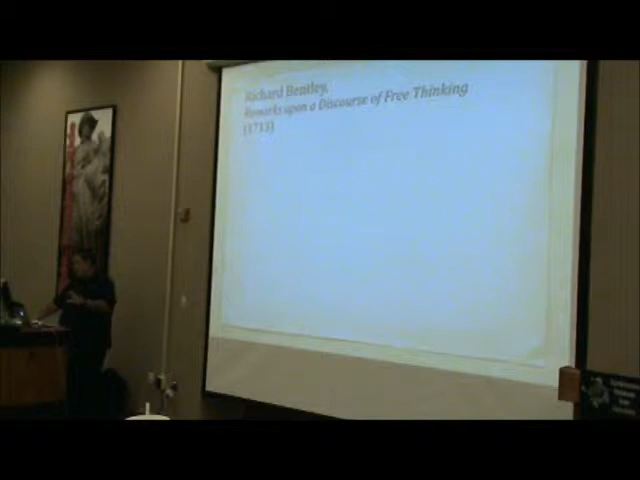 Richard Bentley,
Remarks upon a Discourse of Free Thinking
(1713)